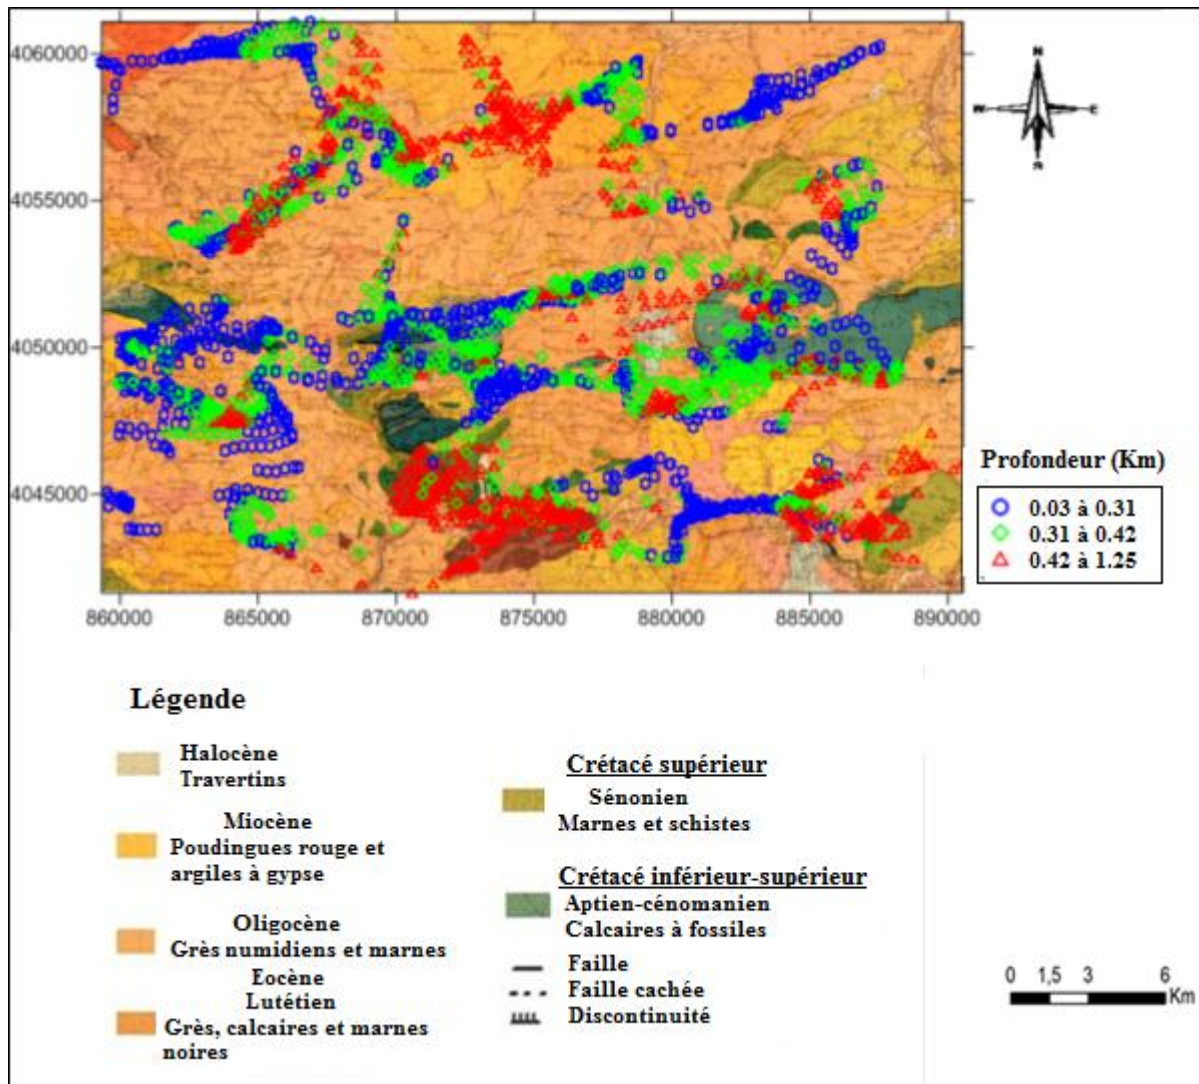 4060000
4055000
4050000
4045000
860000 865000 870000 875000 880000 885000 890000
N
S
Profondeur (Km)
0.03 à 0.31
0.31 à 0.42
0.42 à 1.25
Légende
Halocène
Travertins
Miocène
Poudingues rouge et
argiles à gypse
Oligocène
Grès numidiens et marnes
Eocène
Lutétien
Grès, calcaires et marnes
noires
Crétacé supérieur
Sénonien
Marnes et schistes
Crétacé inférieur-supérieur
Aptien-cénomanien
Calcaires à fossiles
Faille
Faille cachée
Discontinuité
0 1,5 3 6
Km